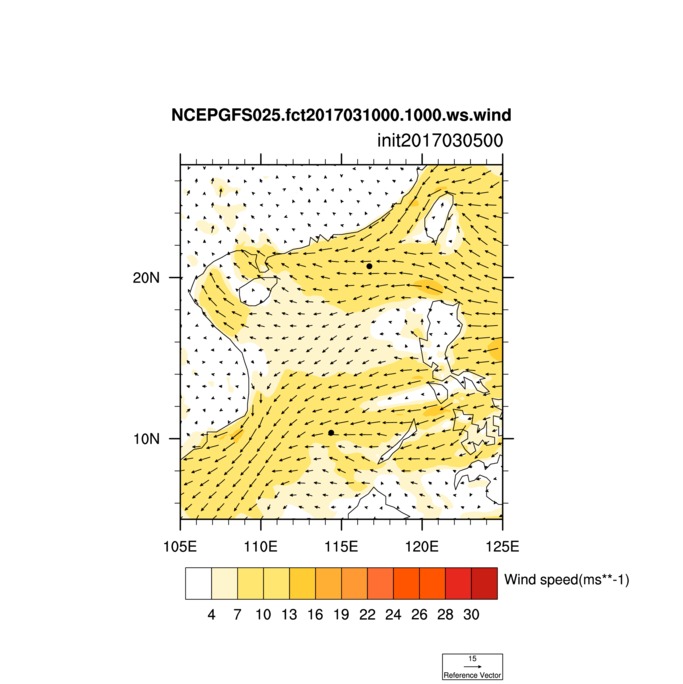 NCEPGFS025.fct2017031000.1000.ws.wind
init2017030500
20N
10N
105E 110E 115E 120E 125E
Wind speed(ms**-1)
4 7 10 13 16 19 22 24 26 28 30
15
Reference Vector